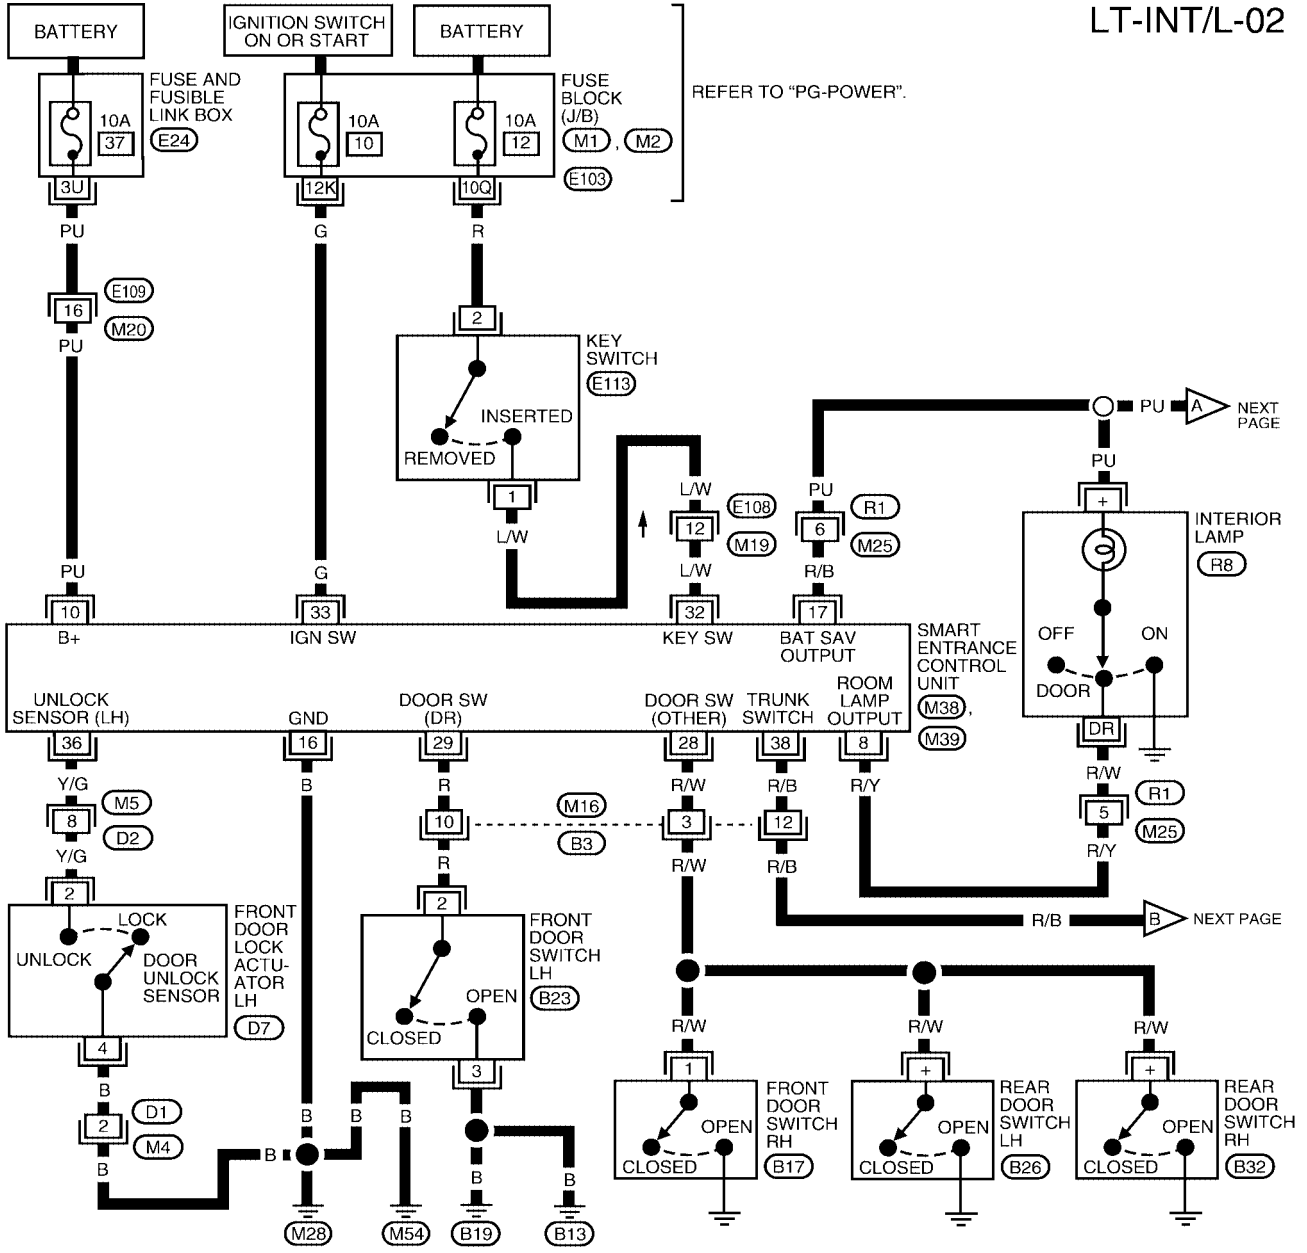 LT-INT/L-02
BATTERY
IGNITION SWITCH
ON OR START
BATTERY
REFER TO “PG-POWER”.
10A
37
FUSE AND
FUSIBLE
LINK BOX
E24
10A
10
10A
12
FUSE
BLOCK
(J/B)
M1 , M2
E103
3U
12K
10Q
PU
G
R
16
E109
M20
PU
2
KEY
SWITCH
E113
INSERTED
REMOVED
1
L/W
L/W
12
E108
M19
L/W
PU
6
R1
M25
R/B
PU
A
NEXT
PAGE
PU
+
INTERIOR
LAMP
R8
OFF
ON
DOOR
DR
R/W
5
R1
M25
R/Y
PU
G
10
33
32
17
B+
IGN SW
KEY SW
BAT SAV
OUTPUT
SMART
ENTRANCE
CONTROL
UNIT
M38 ,
M39
UNLOCK
SENSOR (LH)
GND
DOOR SW
(DR)
DOOR SW
(OTHER)
TRUNK
SWITCH
ROOM
LAMP
OUTPUT
36
16
29
28
38
8
Y/G
B
R
R/W
R/B
R/Y
8
M5
D2
10
M16
B3
3
12
Y/G
R
R/W
R/B
2
LOCK
UNLOCK
DOOR
UNLOCK
SENSOR
FRONT
DOOR
LOCK
ACTU-
ATOR
LH
D7
4
B
2
D1
M4
B
2
OPEN
CLOSED
FRONT
DOOR
SWITCH
LH
B23
3
R/B
B
NEXT PAGE
R/W
R/W
R/W
1
+
+
OPEN
CLOSED
FRONT
DOOR
SWITCH
RH
B17
OPEN
CLOSED
REAR
DOOR
SWITCH
LH
B26
OPEN
CLOSED
REAR
DOOR
SWITCH
RH
B32
B
B
B
B
B
B
M28
M54
B19
B13